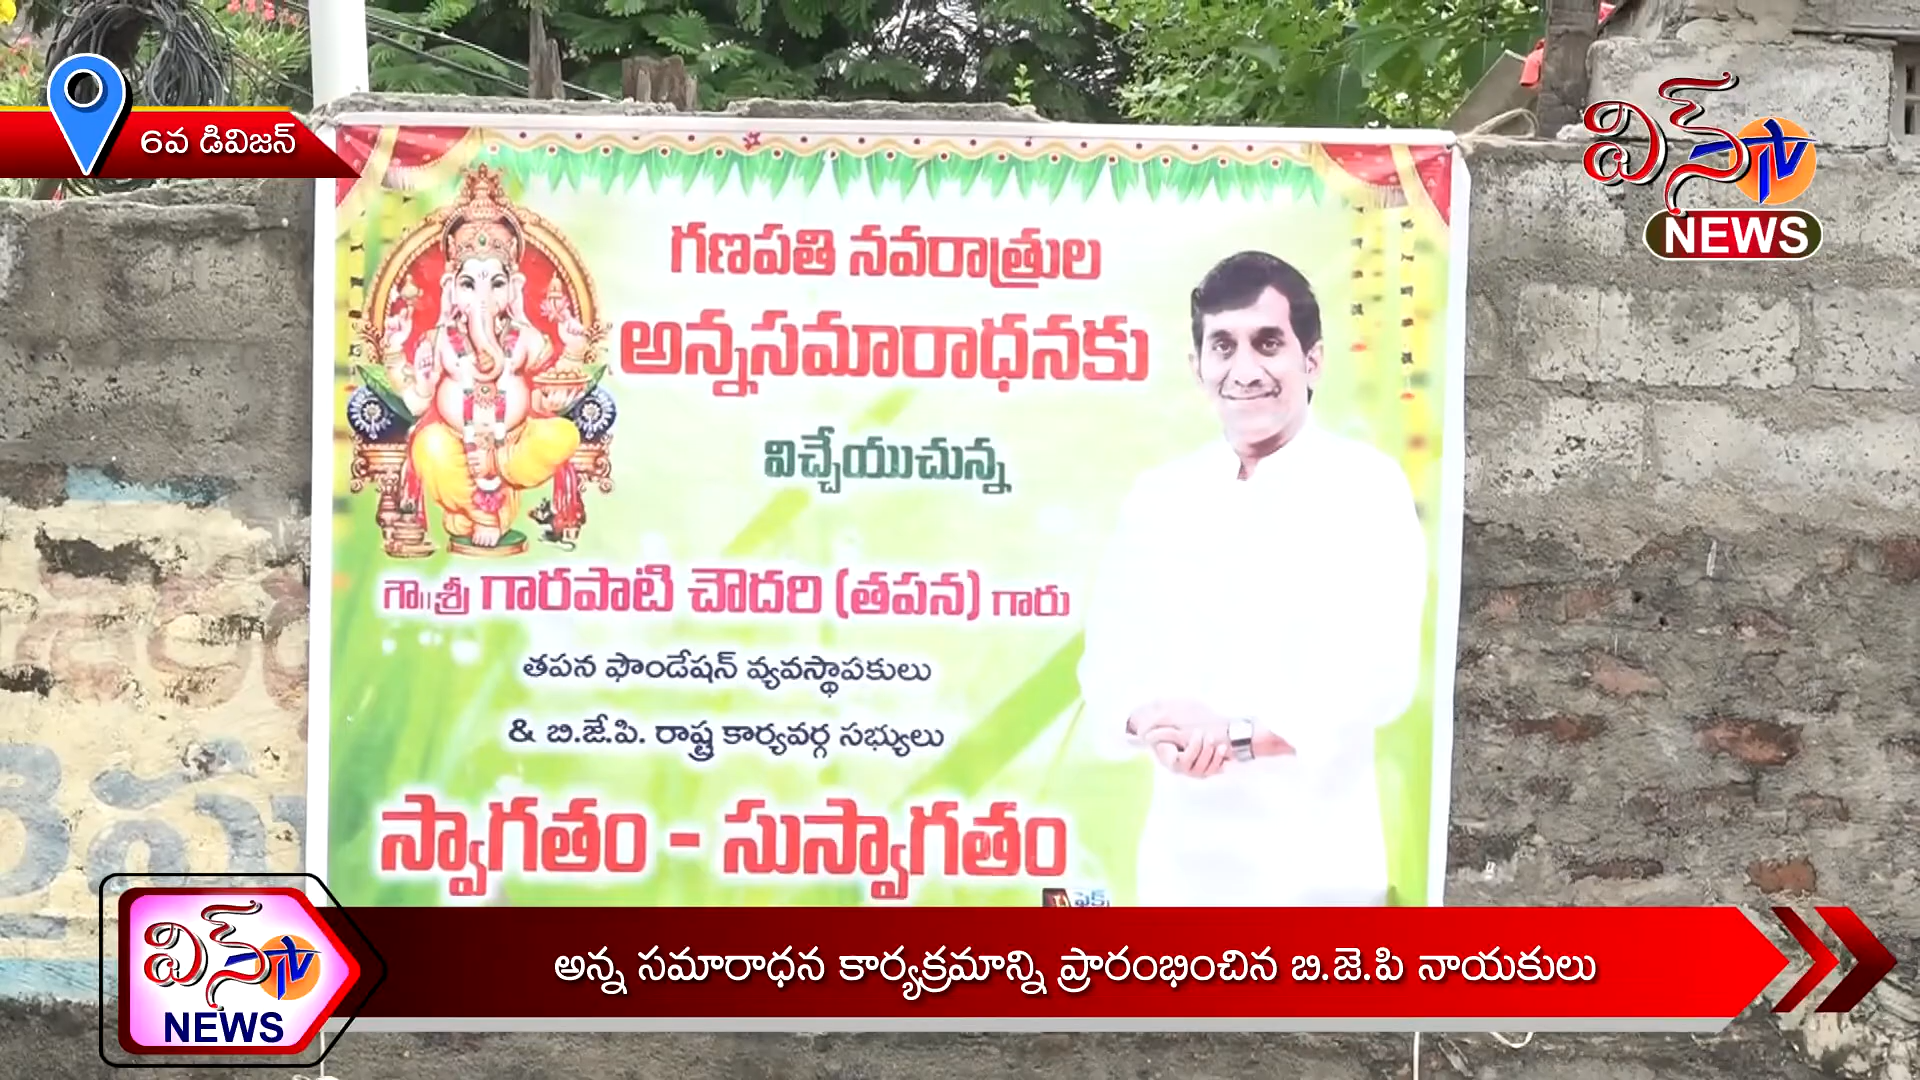 6వ డివిజన్
విన్ TV
NEWS
గణపతి నవరాత్రుల
అన్నసమారాధనకు
విచ్చేయుచున్న
గౌ౹౹శ్రీ గారపాటి చౌదరి (తపన) గారు
తపన ఫౌండేషన్ వ్యవస్థాపకులు
& బి.జే.పి. రాష్ట్ర కార్యవర్గ సభ్యులు
స్వాగతం - సుస్వాగతం
ఫ్లెక్స్
విన్ TV
NEWS
అన్న సమారాధన కార్యక్రమాన్ని ప్రారంభించిన బి.జె.పి నాయకులు